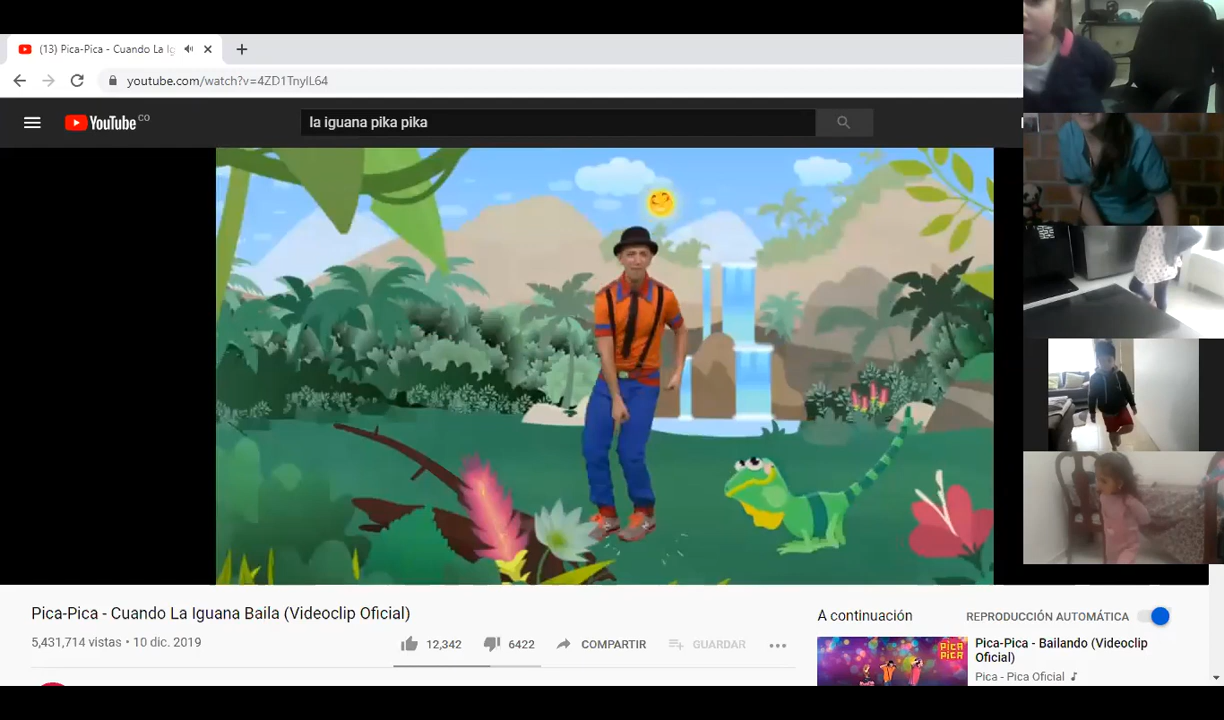 (13) Pica-Pica - Cuando La Ig
youtube.com/watch?v=4ZD1TnylL64
YouTube CO
la iguana pika pika
Pica-Pica - Cuando La Iguana Baila (Videoclip Oficial)
5,431,714 vistas • 10 dic. 2019
12,342
6422
COMPARTIR
GUARDAR
A continuación
REPRODUCCIÓN AUTOMÁTICA
PICA PICA
Pica-Pica - Bailando (Videoclip Oficial)
Pica - Pica Oficial